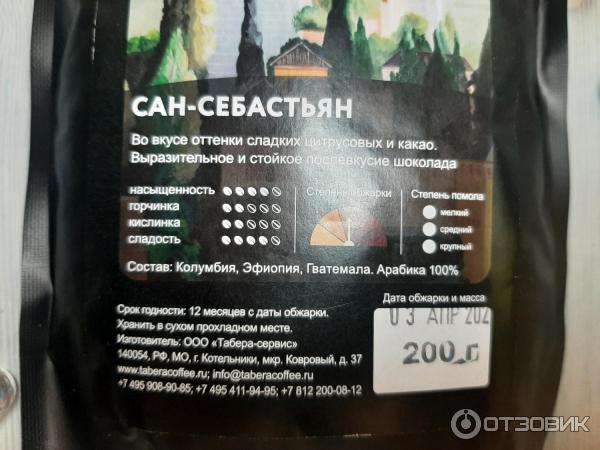 САН-СЕБАСТЬЯН
Во вкусе оттенки сладких цитрусовых и какао.
Выразительное и стойкое послевкусие шоколада
насыщенность
горчинка
кислинка
сладость
Степень обжарки
Степень помола
мелкий
средний
крупный
Состав: Колумбия, Эфиопия, Гватемала. Арабика 100%
Срок годности: 12 месяцев с даты обжарки.
Хранить в сухом прохладном месте.
Изготовитель: ООО «Табера-сервис»
140054, РФ, МО, г. Котельники, мкр. Ковровый, д. 37
www.taberacoffee.ru; info@taberacoffee.ru
+7 495 908-90-85; +7 495 411-94-95; +7 812 200-08-12
Дата обжарки и масса
03 АПР 202
200 г
ОТЗОВИК